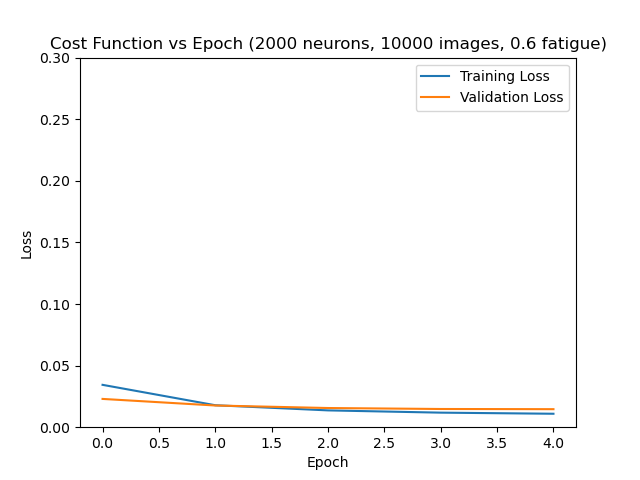 Cost Function vs Epoch (2000 neurons, 10000 images, 0.6 fatigue)
0.30
Training Loss
Validation Loss
0.25
0.20
0.15
0.10
0.05
0.00
Loss
0.0 0.5 1.0 1.5 2.0 2.5 3.0 3.5 4.0
Epoch